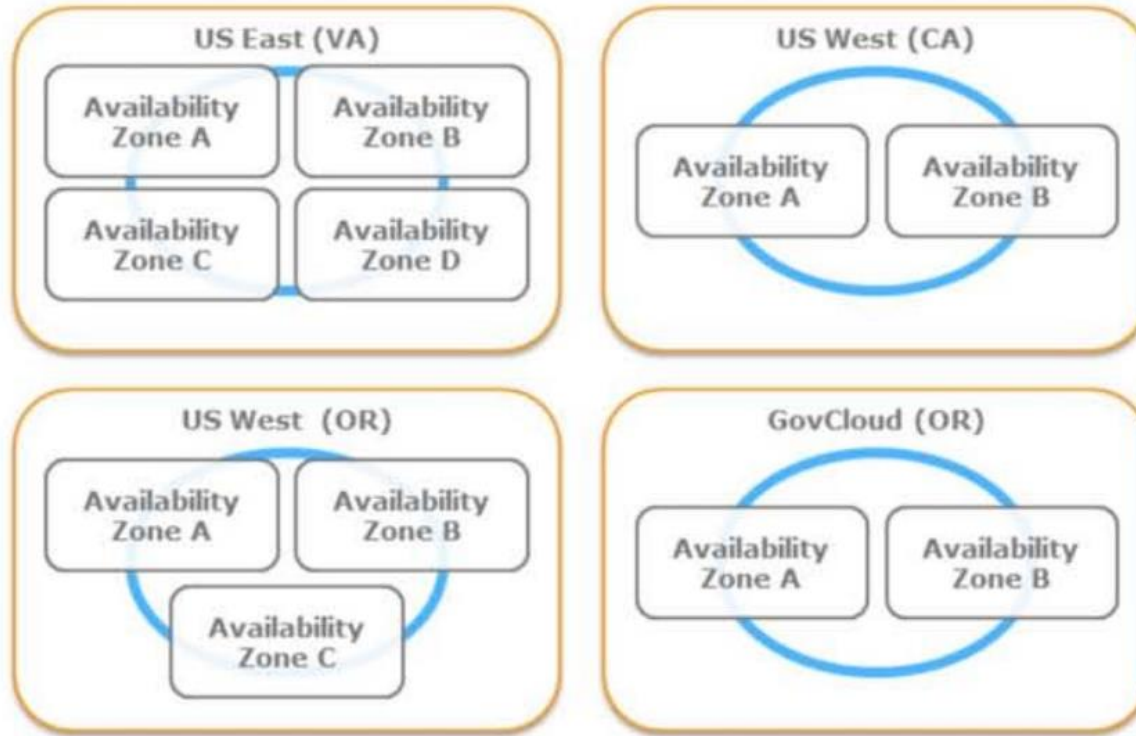 US East (VA)
Availability
Zone A
Availability
Zone B
Availability
Zone C
Availability
Zone D
US West (CA)
Availability
Zone A
Availability
Zone B
US West (OR)
Availability
Zone A
Availability
Zone B
Availability
Zone C
GovCloud (OR)
Availability
Zone A
Availability
Zone B